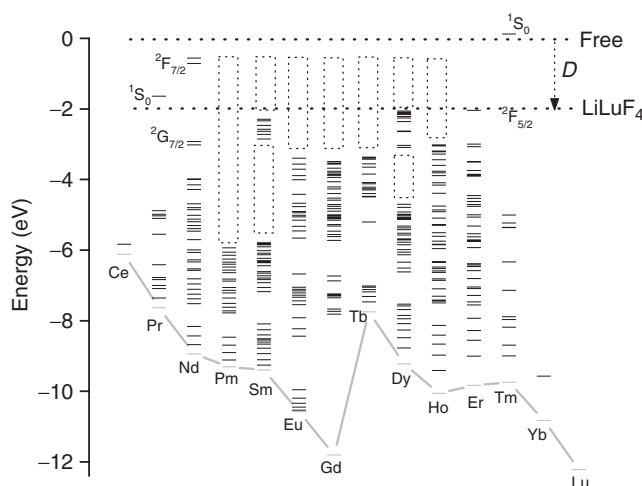 ¹S₀
0
Free
²F₇/₂
D
¹S₀
−2
LiLuF₄
²F₅/₂
²G₇/₂
−4
Energy (eV)
−6
Ce
Pr
−8
Tb
Nd
Pm
Sm
Dy
−10
Ho
Er
Tm
Eu
Yb
Gd
−12
Lu